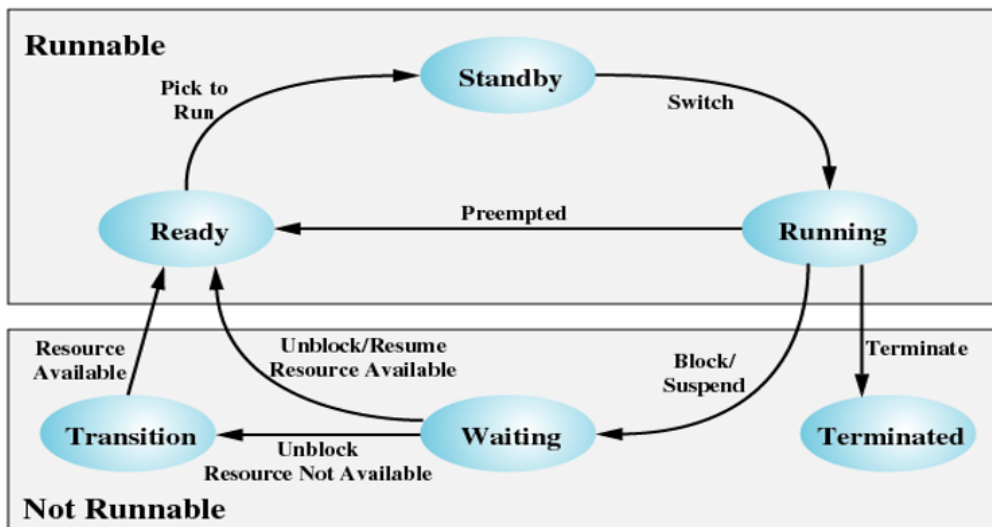 Runnable
Standby
Pick to
Run
Switch
Preempted
Ready
Running
Resource
Available
Unblock/Resume
Resource Available
Block/
Suspend
Terminate
Transition
Waiting
Terminated
Unblock
Resource Not Available
Not Runnable